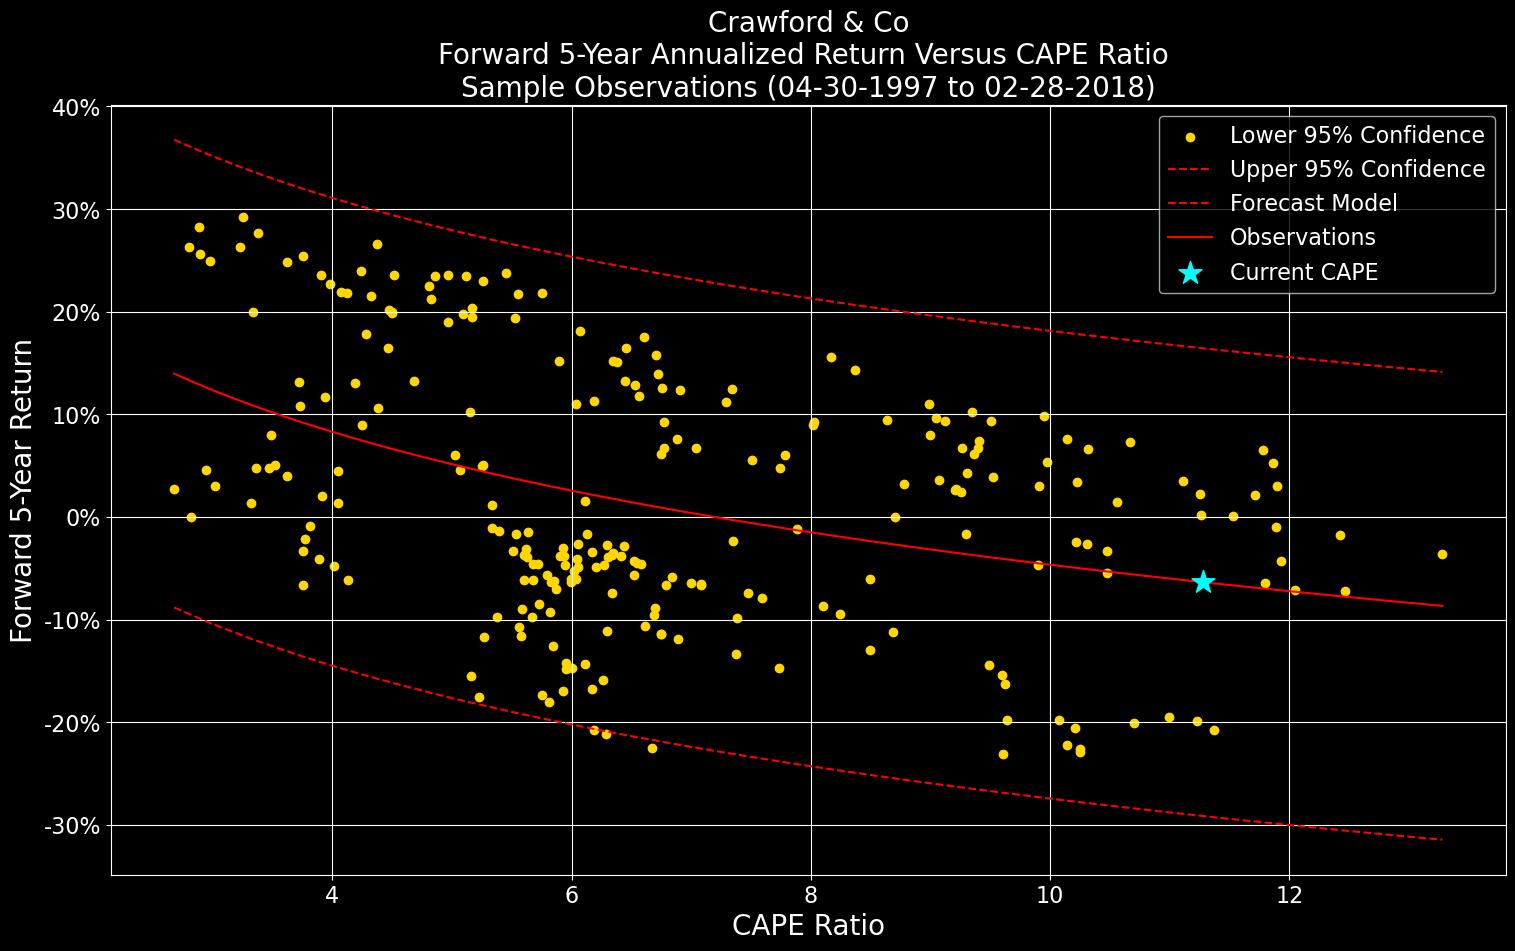 Crawford & Co
Forward 5-Year Annualized Return Versus CAPE Ratio
Sample Observations (04-30-1997 to 02-28-2018)
40%
30%
20%
10%
0%
-10%
-20%
-30%
Forward 5-Year Return
Lower 95% Confidence
Upper 95% Confidence
Forecast Model
Observations
Current CAPE
4
6
8
10
12
CAPE Ratio